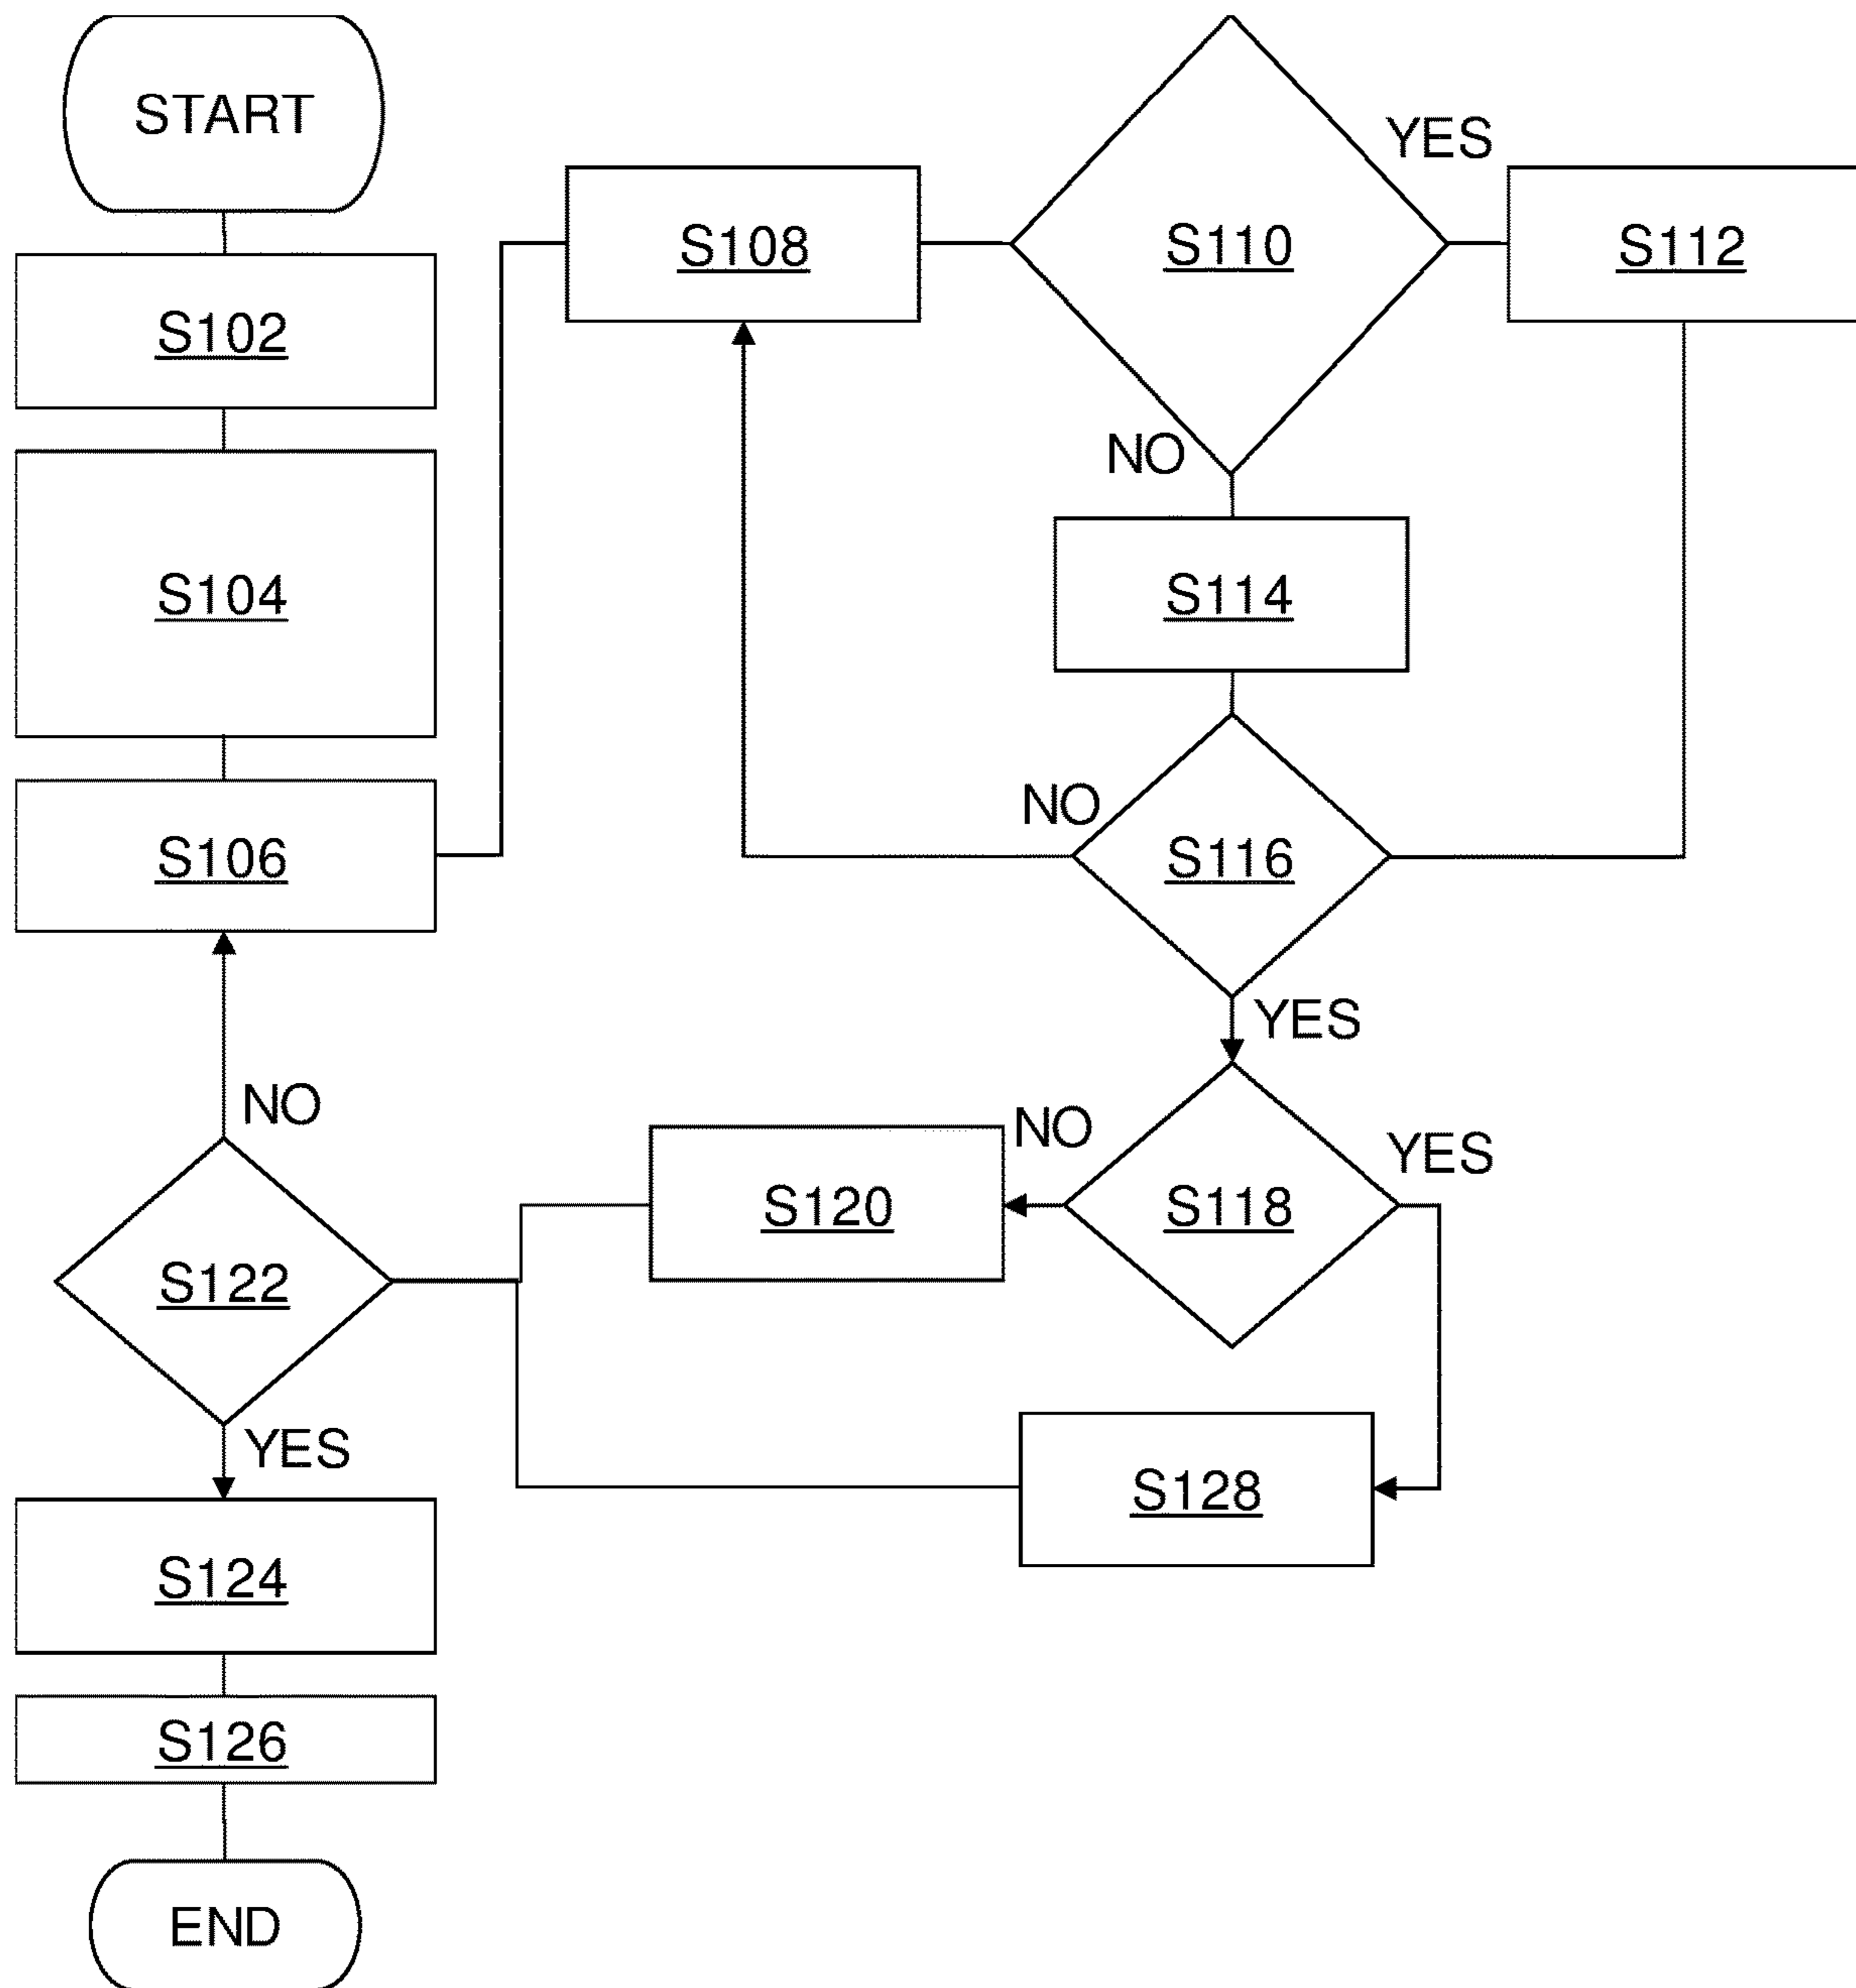 START
S102
S104
S106
S108
S110
YES
S112
NO
S114
NO
S116
YES
S118
NO
YES
S120
S128
NO
S122
YES
S124
S126
END